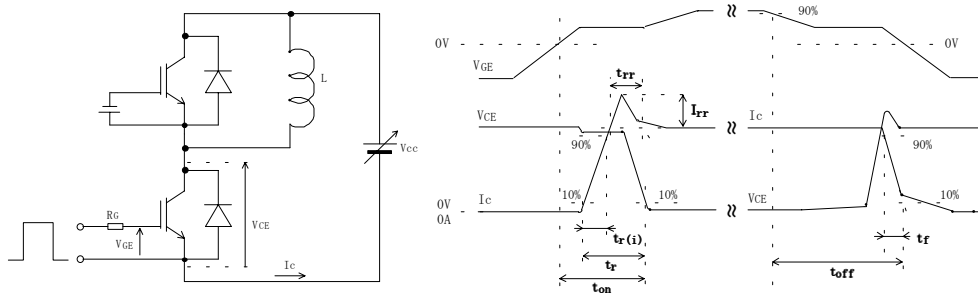 L
Vcc
RG
VGE
VCE
Ic
0V
90%
0V
VGE
trr
Irr
VCE
Ic
90%
90%
Ic
10%
10%
VCE
10%
0V
0A
tr(i)
tf
tr
toff
ton